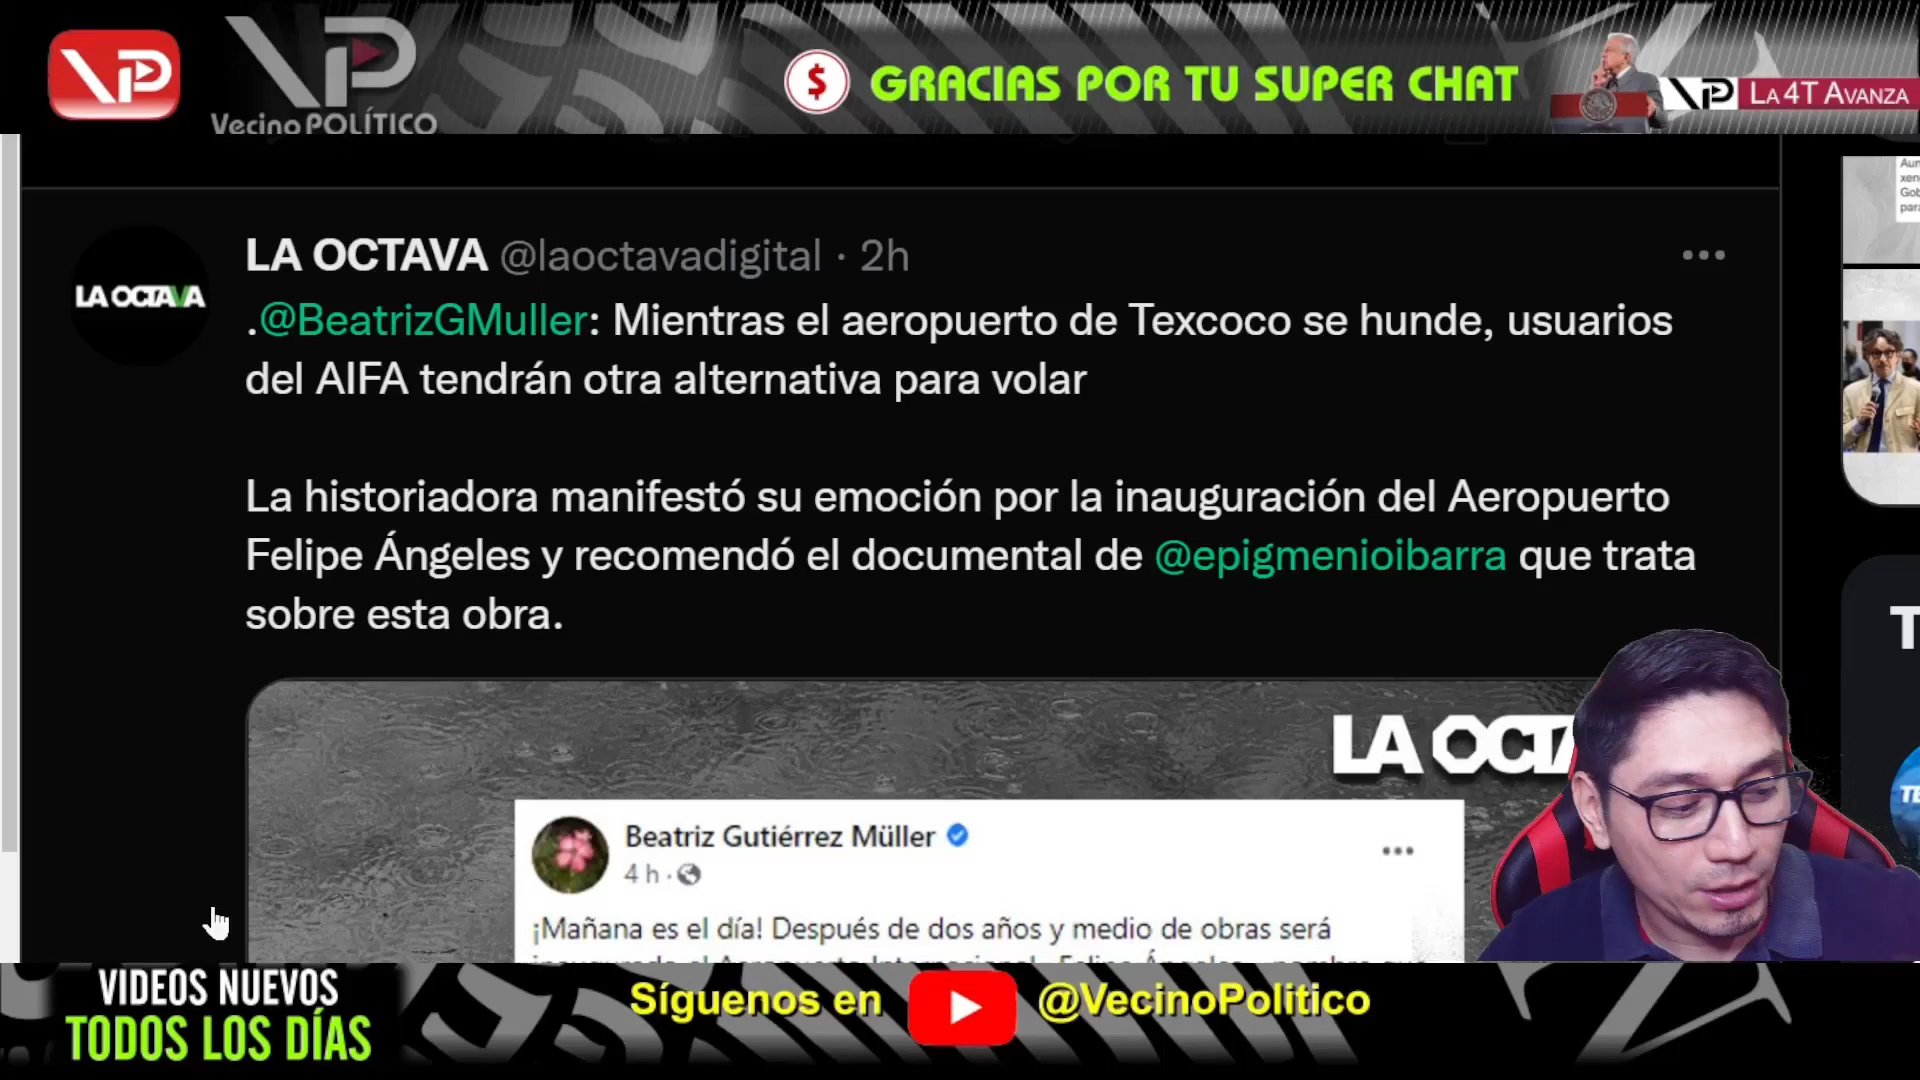 VP
Vecino POLÍTICO
$ GRACIAS POR TU SUPER CHAT
VP LA 4T AVANZA
LA OCTAVA
LA OCTAVA @laoctavadigital · 2h
.@BeatrizGMuller: Mientras el aeropuerto de Texcoco se hunde, usuarios
del AIFA tendrán otra alternativa para volar
La historiadora manifestó su emoción por la inauguración del Aeropuerto
Felipe Ángeles y recomendó el documental de @epigmenioibarra que trata
sobre esta obra.
LA OCTA
Beatriz Gutiérrez Müller
4 h ·
¡Mañana es el día! Después de dos años y medio de obras será
VIDEOS NUEVOS
TODOS LOS DÍAS
Síguenos en @VecinoPolitico